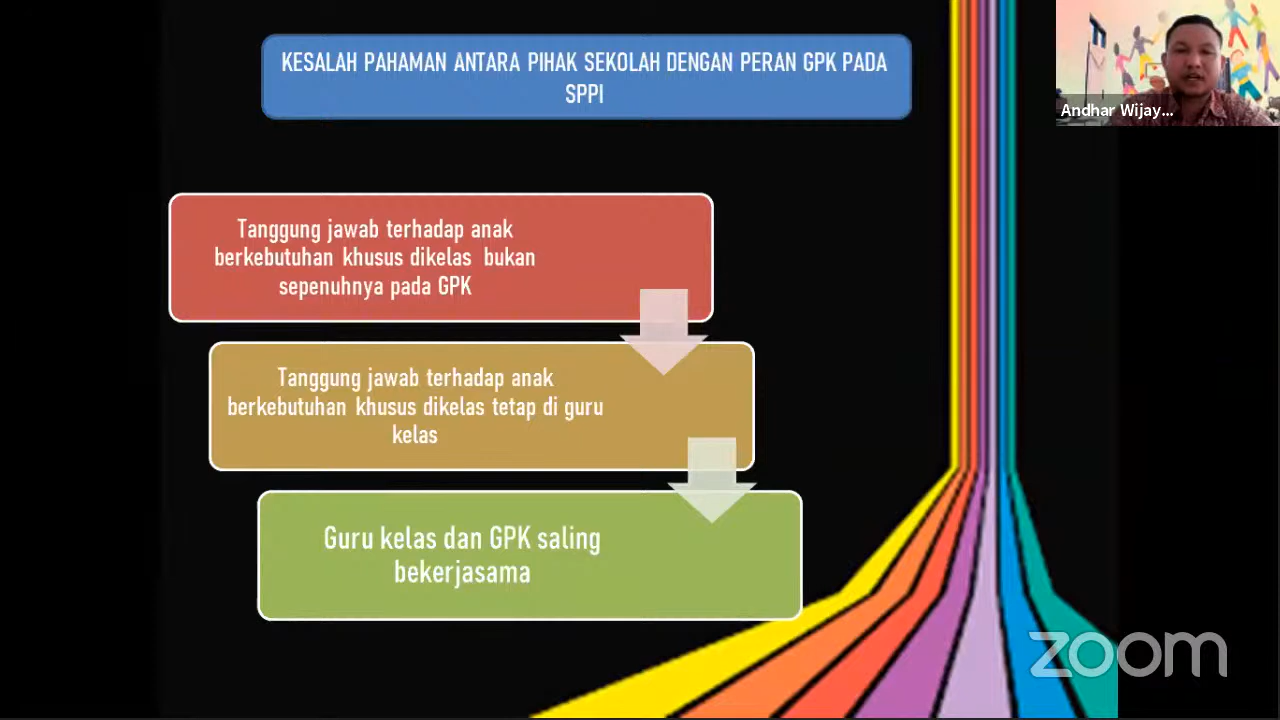 KESALAH PAHAMAN ANTARA PIHAK SEKOLAH DENGAN PERAN GPK PADA
SPPI
Andhar Wijay...
Tanggung jawab terhadap anak
berkebutuhan khusus dikelas bukan
sepenuhnya pada GPK
Tanggung jawab terhadap anak
berkebutuhan khusus dikelas tetap di guru
kelas
Guru kelas dan GPK saling
bekerjasama
zoom